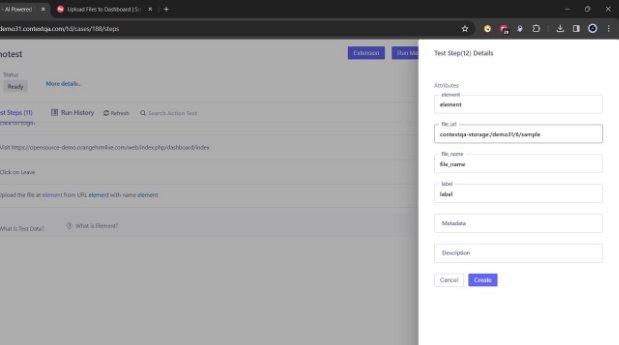 - AI Powered
Upload Files to Dashboard | So
demo31.contextqa.com/td/cases/188/steps
notest
Extension
Run Ma
Status
Ready
More details..
st Steps (11)
Run History
Refresh
Search Action Text
click on Login.
Visit https://opensource-demo.orangehrmlive.com/web/index.php/dashboard/index
Click on Leave
Upload the file at element from URL element with name element
What is Test Data?
What is Element?
Test Step(12) Details
Attributes
element
element
file_url
contextqa-storage:/demo31/6/sample
file_name
file_name
label
label
Metadata
Description
Cancel
Create